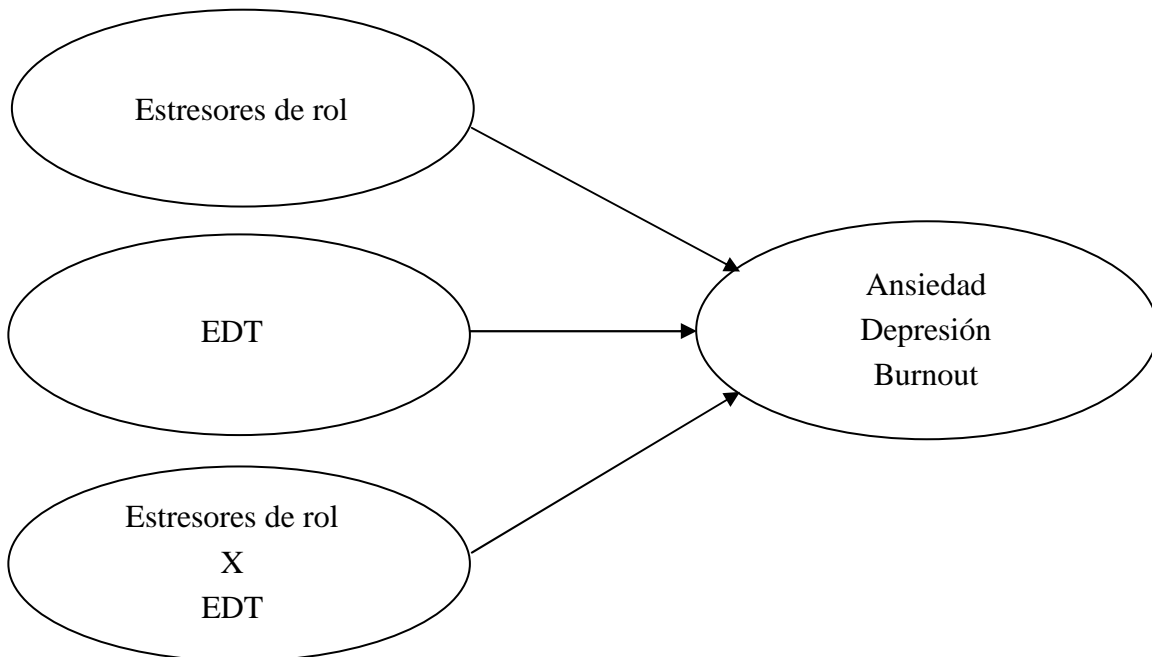 Estresores de rol
EDT
Estresores de rol
X
EDT
Ansiedad
Depresión
Burnout